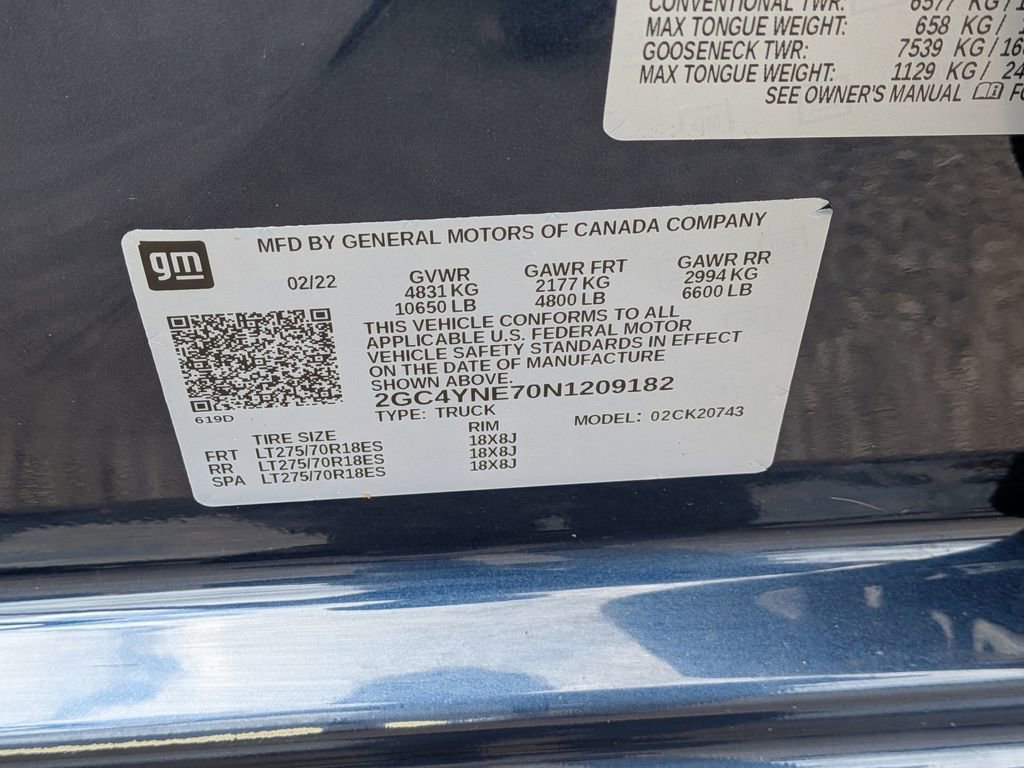 CONVENTIONAL TWR: 6577 KG/
MAX TONGUE WEIGHT: 658 KG/
GOOSENECK TWR: 7539 KG/
MAX TONGUE WEIGHT: 1129 KG/
SEE OWNER'S MANUAL
gm
MFD BY GENERAL MOTORS OF CANADA COMPANY
02/22 GVWR GAWR FRT GAWR RR
4831 KG 2177 KG 2994 KG
10650 LB 4800 LB 6600 LB
THIS VEHICLE CONFORMS TO ALL
APPLICABLE U.S. FEDERAL MOTOR
VEHICLE SAFETY STANDARDS IN EFFECT
ON THE DATE OF MANUFACTURE
SHOWN ABOVE.
2GC4YNE70N1209182
619D
TYPE: TRUCK MODEL: 02CK20743
TIRE SIZE RIM
FRT LT275/70R18ES 18X8J
RR LT275/70R18ES 18X8J
SPA LT275/70R18ES 18X8J